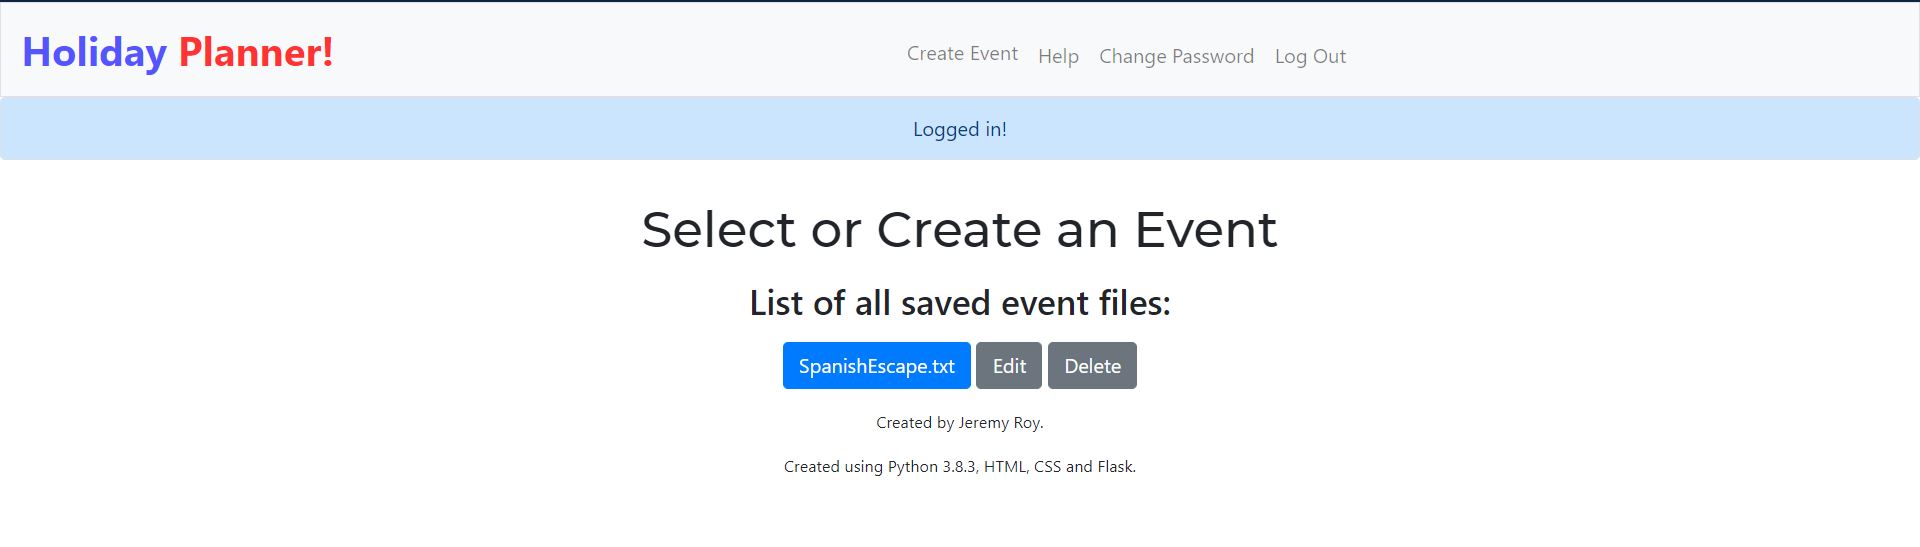 Holiday Planner!
Create Event Help Change Password Log Out
Logged in!
Select or Create an Event
List of all saved event files:
SpanishEscape.txt Edit Delete
Created by Jeremy Roy.
Created using Python 3.8.3, HTML, CSS and Flask.